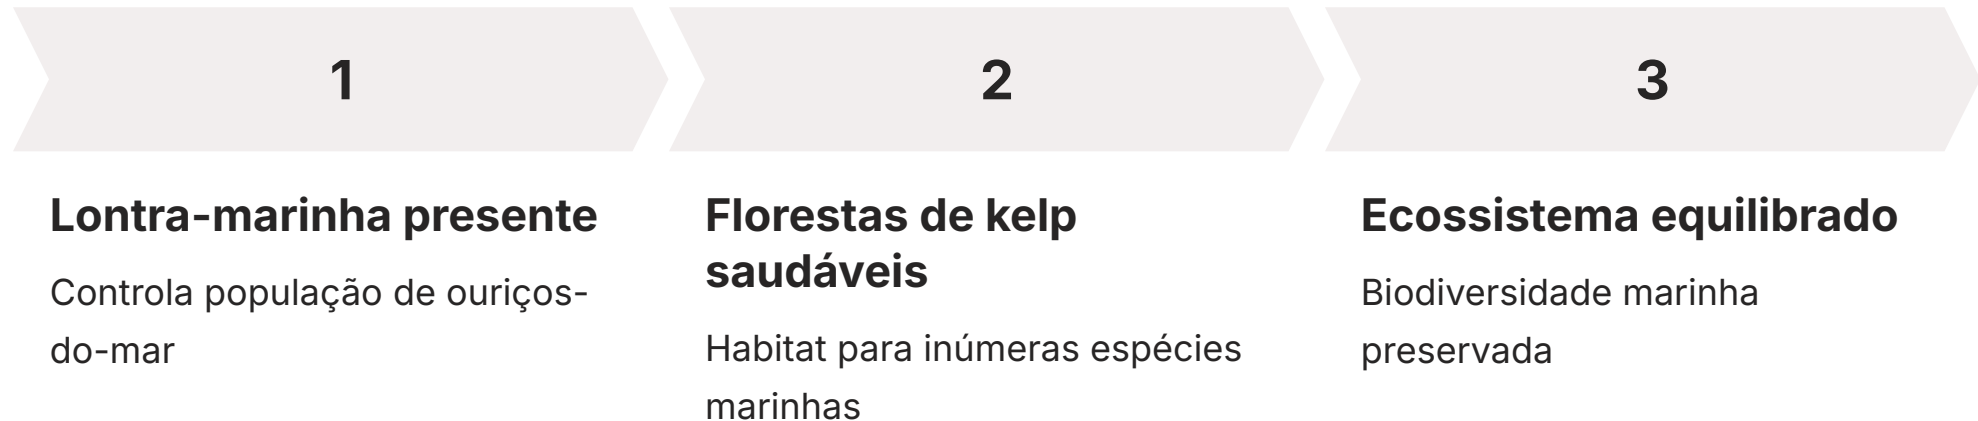 1
Lontra-marinha presente
Controla população de ouriços-
do-mar
2
Florestas de kelp
saudáveis
Habitat para inúmeras espécies
marinhas
3
Ecossistema equilibrado
Biodiversidade marinha
preservada